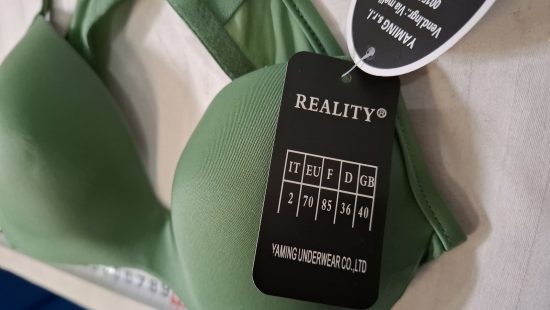 REALITY®
IT EU F D GB
2 70 85 36 40
YAMING UNDERWEAR CO.,LTD
YAMING s.r.l.